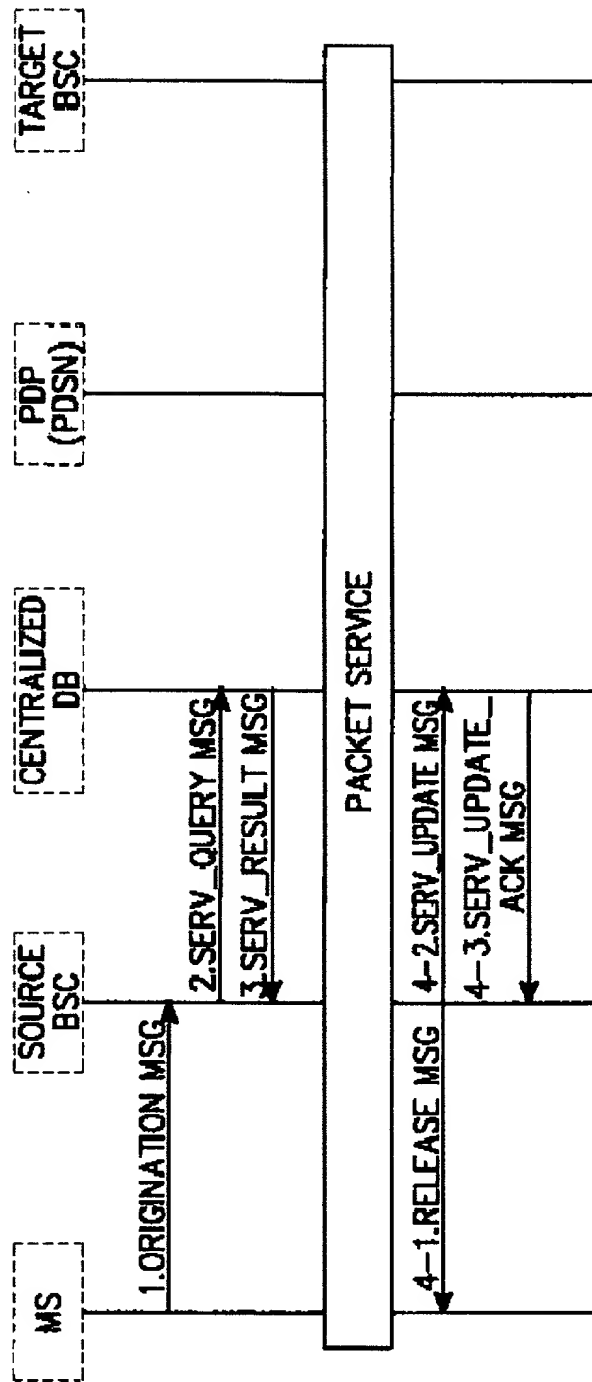 MS
SOURCE
BSC
CENTRALIZED
DB
PDP
(PDSN)
TARGET
BSC
1.ORIGINATION MSG
2.SERV_QUERY MSG
3.SERV_RESULT MSG
PACKET SERVICE
4-1.RELEASE MSG
4-2.SERV_UPDATE MSG
4-3.SERV_UPDATE_
ACK MSG